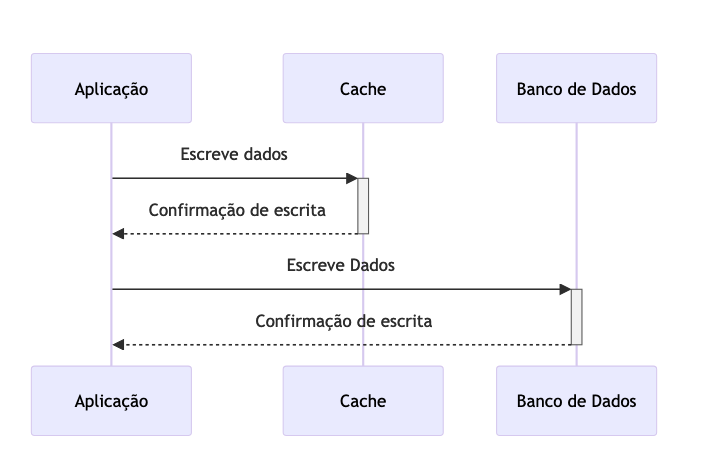 Aplicação
Cache
Banco de Dados
Escreve dados
Confirmação de escrita
Escreve Dados
Confirmação de escrita
Aplicação
Cache
Banco de Dados